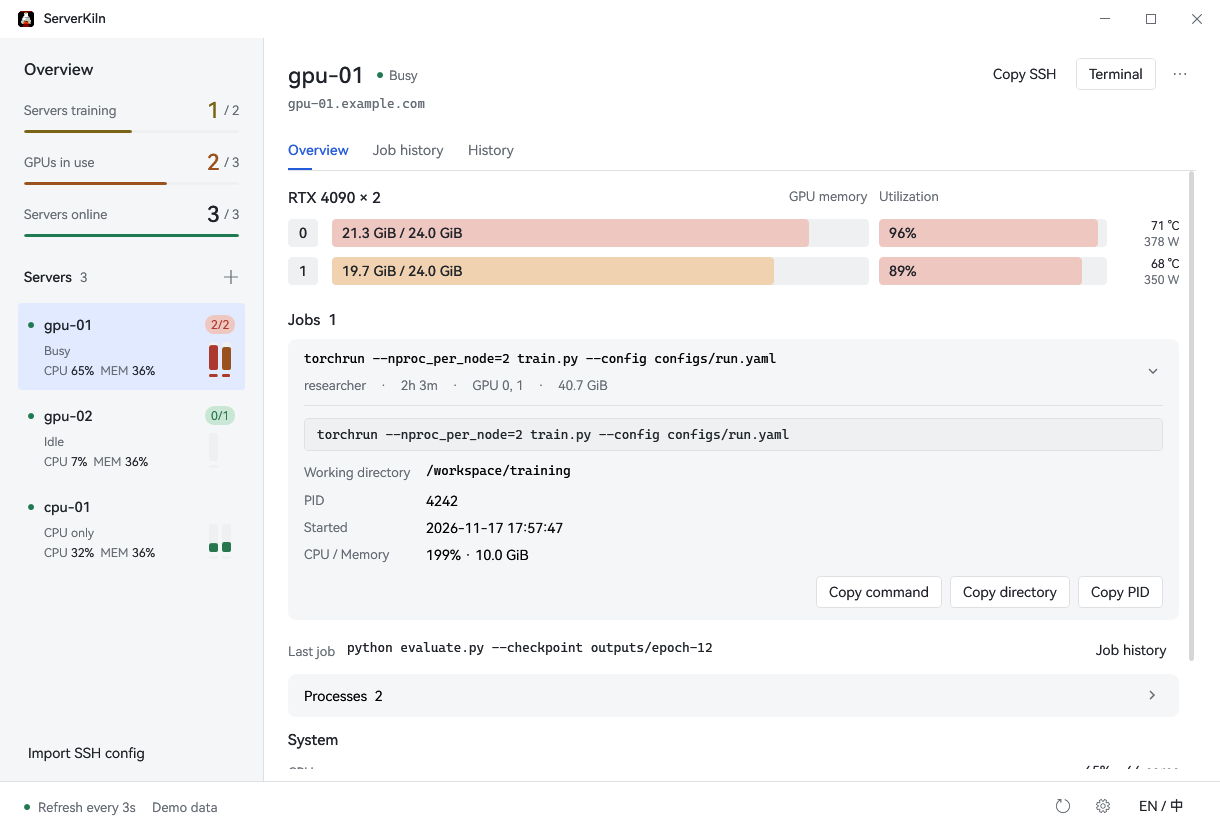 ServerKiln
Overview
Servers training 1 / 2
GPUs in use 2 / 3
Servers online 3 / 3
Servers 3
gpu-01 2/2
Busy
CPU 65% MEM 36%
gpu-02 0/1
Idle
CPU 7% MEM 36%
cpu-01
CPU only
CPU 32% MEM 36%
Import SSH config
gpu-01 Busy
gpu-01.example.com
Copy SSH Terminal ···
Overview Job history History
RTX 4090 × 2 GPU memory Utilization
0 21.3 GiB / 24.0 GiB 96% 71 °C
378 W
1 19.7 GiB / 24.0 GiB 89% 68 °C
350 W
Jobs 1
torchrun --nproc_per_node=2 train.py --config configs/run.yaml
researcher · 2h 3m · GPU 0, 1 · 40.7 GiB
torchrun --nproc_per_node=2 train.py --config configs/run.yaml
Working directory /workspace/training
PID 4242
Started 2026-11-17 17:57:47
CPU / Memory 199% · 10.0 GiB
Copy command Copy directory Copy PID
Last job python evaluate.py --checkpoint outputs/epoch-12 Job history
Processes 2
System
Refresh every 3s Demo data EN / 中